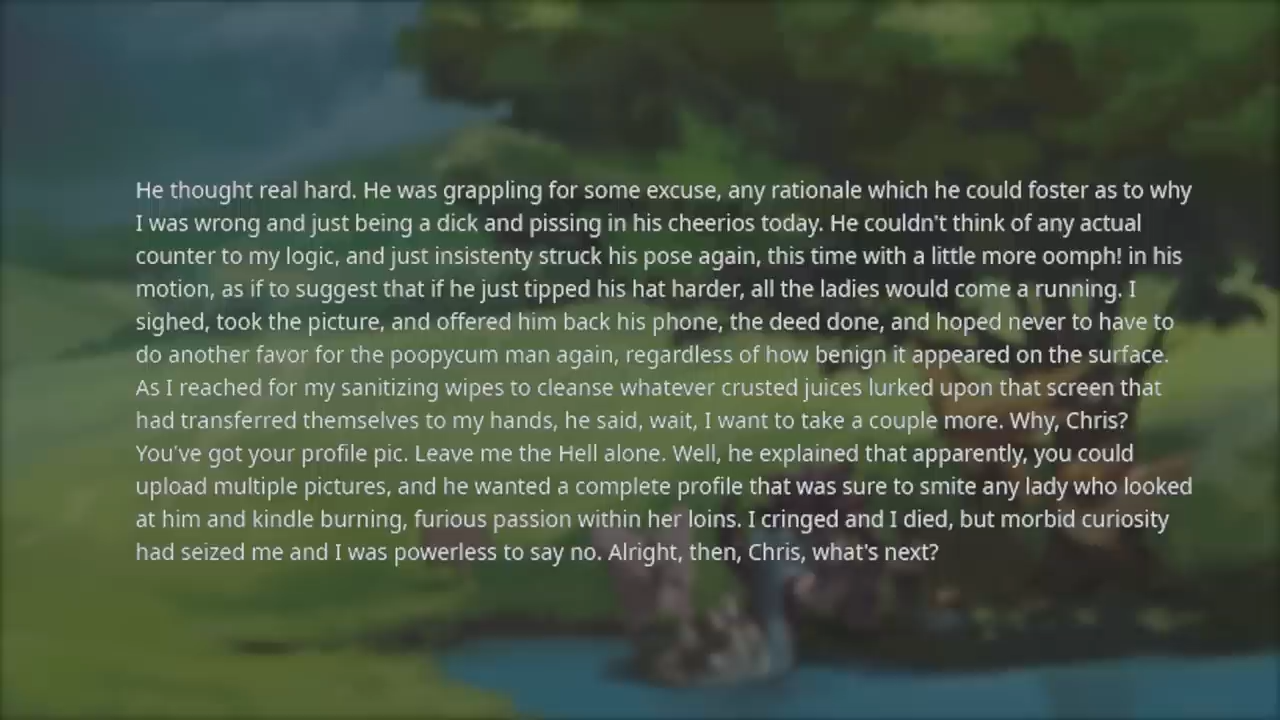 He thought real hard. He was grappling for some excuse, any rationale which he could foster as to why
I was wrong and just being a dick and pissing in his cheerios today. He couldn't think of any actual
counter to my logic, and just insistenty struck his pose again, this time with a little more oomph! in his
motion, as if to suggest that if he just tipped his hat harder, all the ladies would come a running. I
sighed, took the picture, and offered him back his phone, the deed done, and hoped never to have to
do another favor for the poopycum man again, regardless of how benign it appeared on the surface.
As I reached for my sanitizing wipes to cleanse whatever crusted juices lurked upon that screen that
had transferred themselves to my hands, he said, wait, I want to take a couple more. Why, Chris?
You've got your profile pic. Leave me the Hell alone. Well, he explained that apparently, you could
upload multiple pictures, and he wanted a complete profile that was sure to smite any lady who looked
at him and kindle burning, furious passion within her loins. I cringed and I died, but morbid curiosity
had seized me and I was powerless to say no. Alright, then, Chris, what's next?